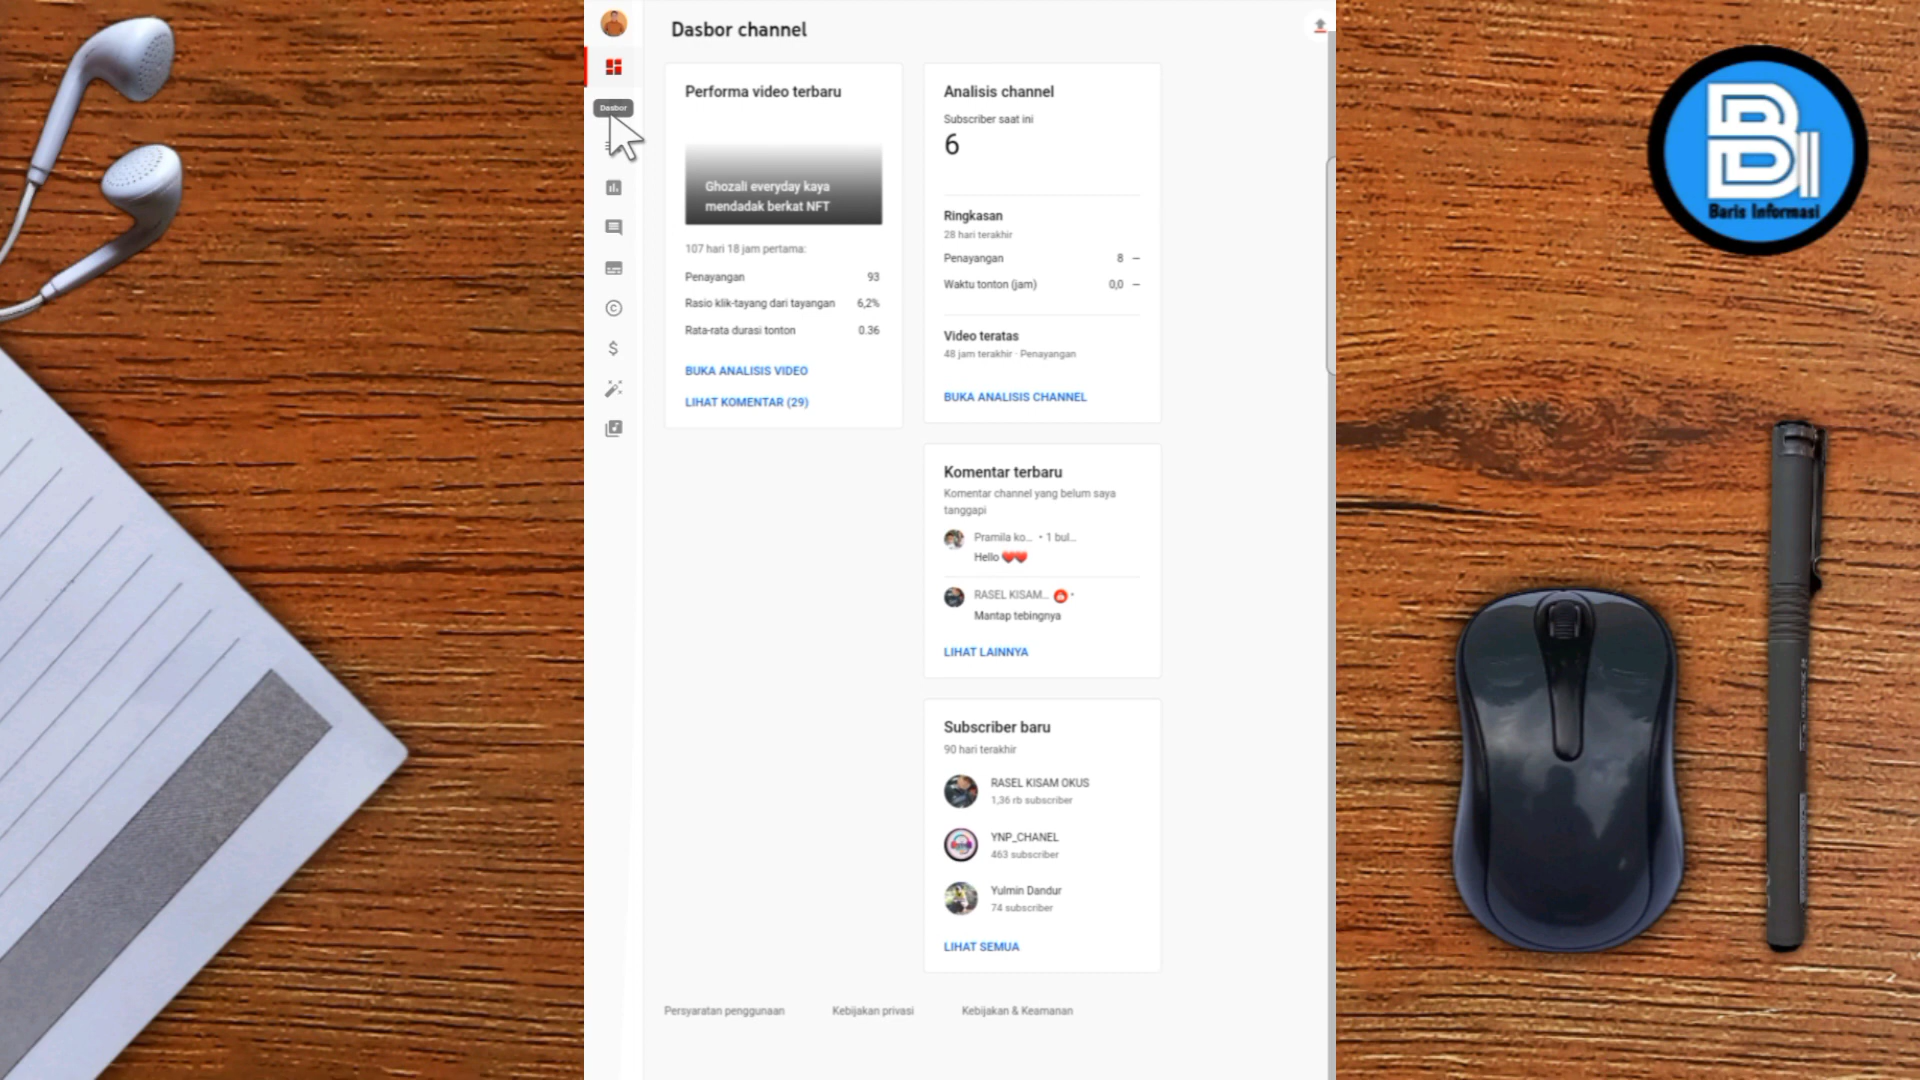 Dasbor channel
Dasbor
Performa video terbaru
Ghozali everyday kaya
mendadak berkat NFT
107 hari 18 jam pertama:
Penayangan 93
Rasio klik-tayang dari tayangan 6,2%
Rata-rata durasi tonton 0.36
BUKA ANALISIS VIDEO
LIHAT KOMENTAR (29)
Analisis channel
Subscriber saat ini
6
Ringkasan
28 hari terakhir
Penayangan 8 —
Waktu tonton (jam) 0,0 —
Video teratas
48 jam terakhir · Penayangan
BUKA ANALISIS CHANNEL
Komentar terbaru
Komentar channel yang belum saya
tanggapi
Pramila ko... • 1 bul...
Hello ❤️❤️
RASEL KISAM... •
Mantap tebingnya
LIHAT LAINNYA
Subscriber baru
90 hari terakhir
RASEL KISAM OKUS
1,36 rb subscriber
YNP_CHANEL
463 subscriber
Yulmin Dandur
74 subscriber
LIHAT SEMUA
Persyaratan penggunaan
Kebijakan privasi
Kebijakan & Keamanan
BI
Baris Informasi